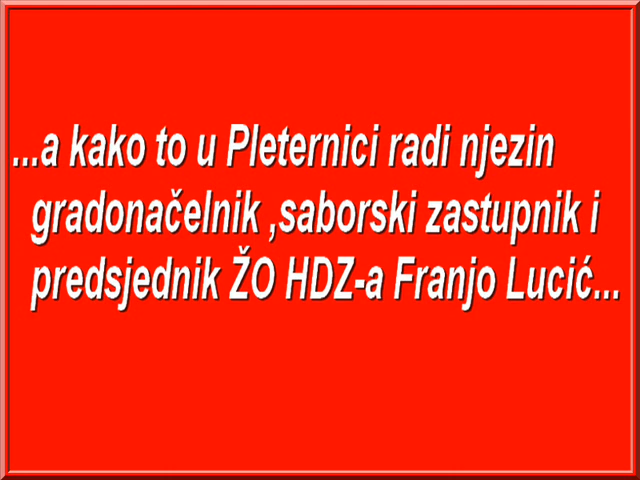 ...a kako to u Pleternici radi njezin
gradonačelnik ,saborski zastupnik i
predsjednik ŽO HDZ-a Franjo Lucić...